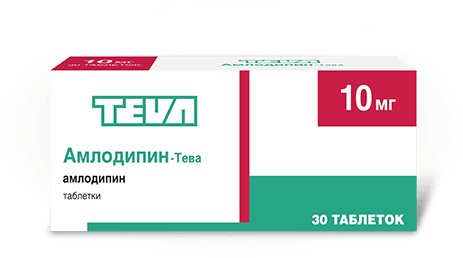 10 мг
30 ТАБЛЕТОК
АМЛОДИПИН-Тева
TEVA
10 мг
Амлодипин-Тева
амлодипин
таблетки
30 ТАБЛЕТОК